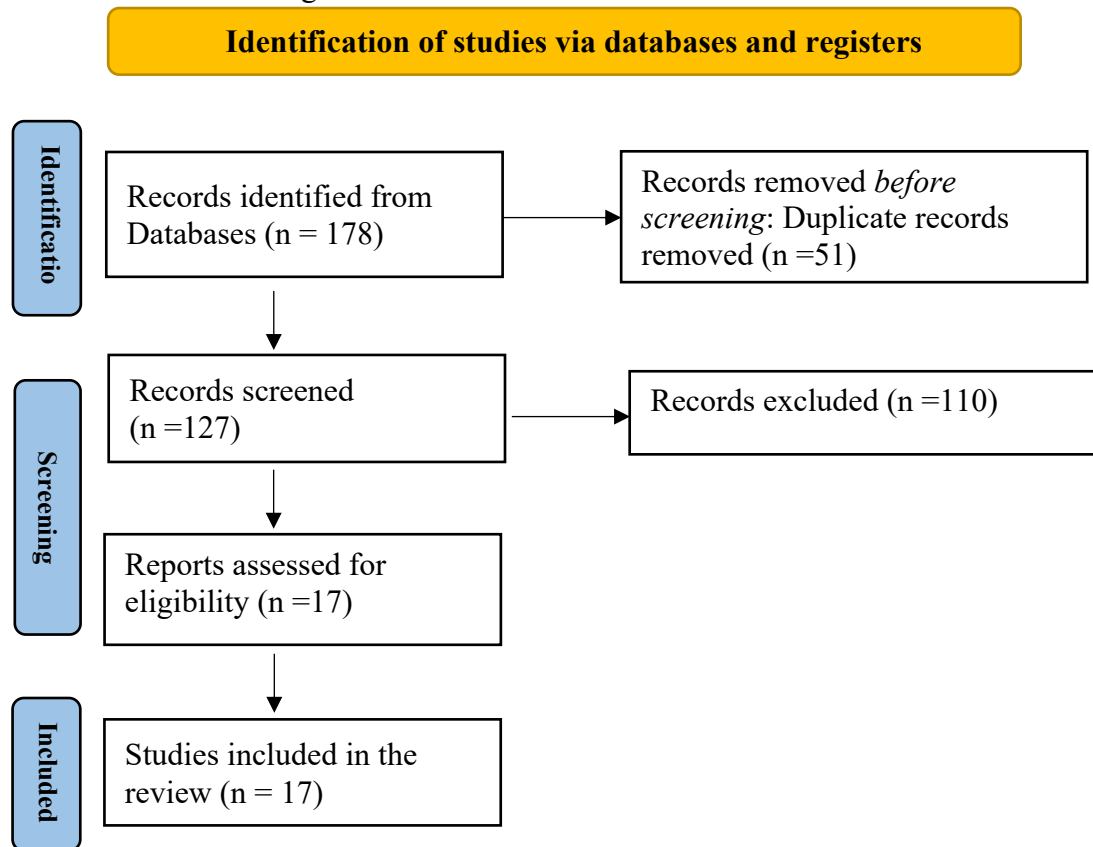 Identification of studies via databases and registers
Identificatio
Records identified from
Databases (n = 178)
Records removed before
screening: Duplicate records
removed (n =51)
Screening
Records screened
(n =127)
Records excluded (n =110)
Reports assessed for
eligibility (n =17)
Included
Studies included in the
review (n = 17)